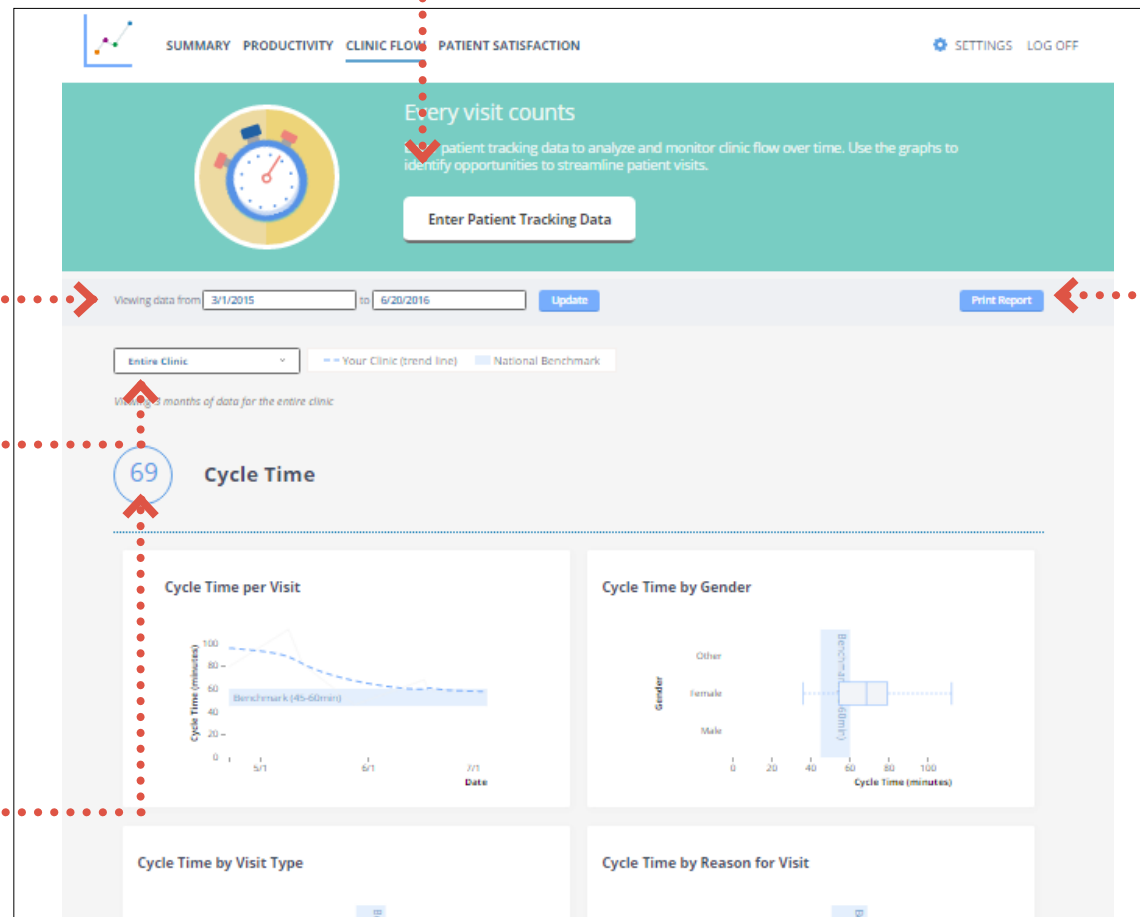 SUMMARY PRODUCTIVITY CLINIC FLOW PATIENT SATISFACTION
SETTINGS LOG OFF
Every visit counts
patient tracking data to analyze and monitor clinic flow over time. Use the graphs to
identify opportunities to streamline patient visits.
Enter Patient Tracking Data
Viewing data from 3/1/2015 to 6/20/2016 Update
Print Report
Entire Clinic
Your Clinic (trend line) National Benchmark
Viewing 3 months of data for the entire clinic
69 Cycle Time
Cycle Time per Visit
Cycle Time (minutes)
100
80
60
40
20
0
Benchmark (45-60min)
5/1 6/1 7/1
Date
Cycle Time by Gender
Gender
Other
Female
Male
0 20 40 60 80 100
Cycle Time (minutes)
Cycle Time by Visit Type
Cycle Time by Reason for Visit